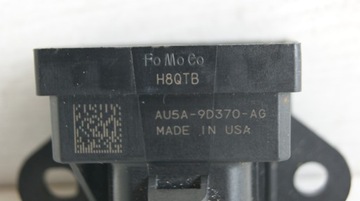 FoMoCo
H8QTB
AU5A-9D370-AG
MADE IN USA